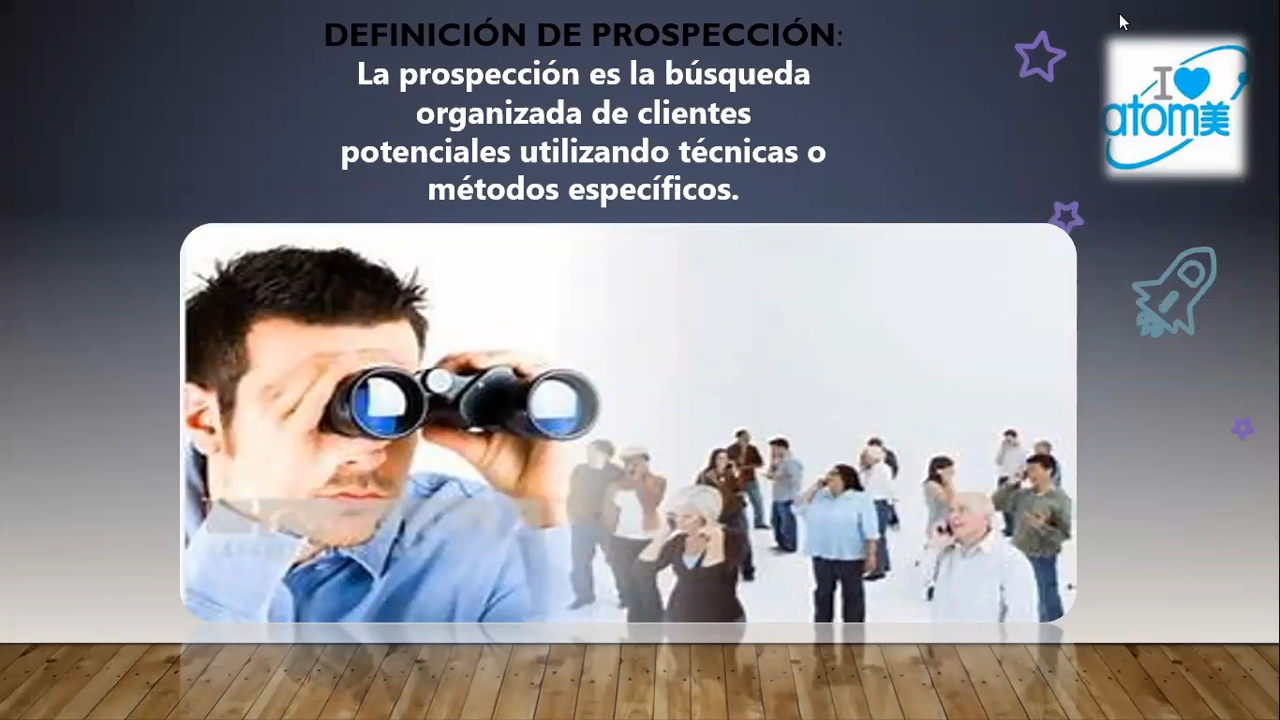 DEFINICIÓN DE PROSPECCIÓN:
La prospección es la búsqueda
organizada de clientes
potenciales utilizando técnicas o
métodos específicos.
I
atom美